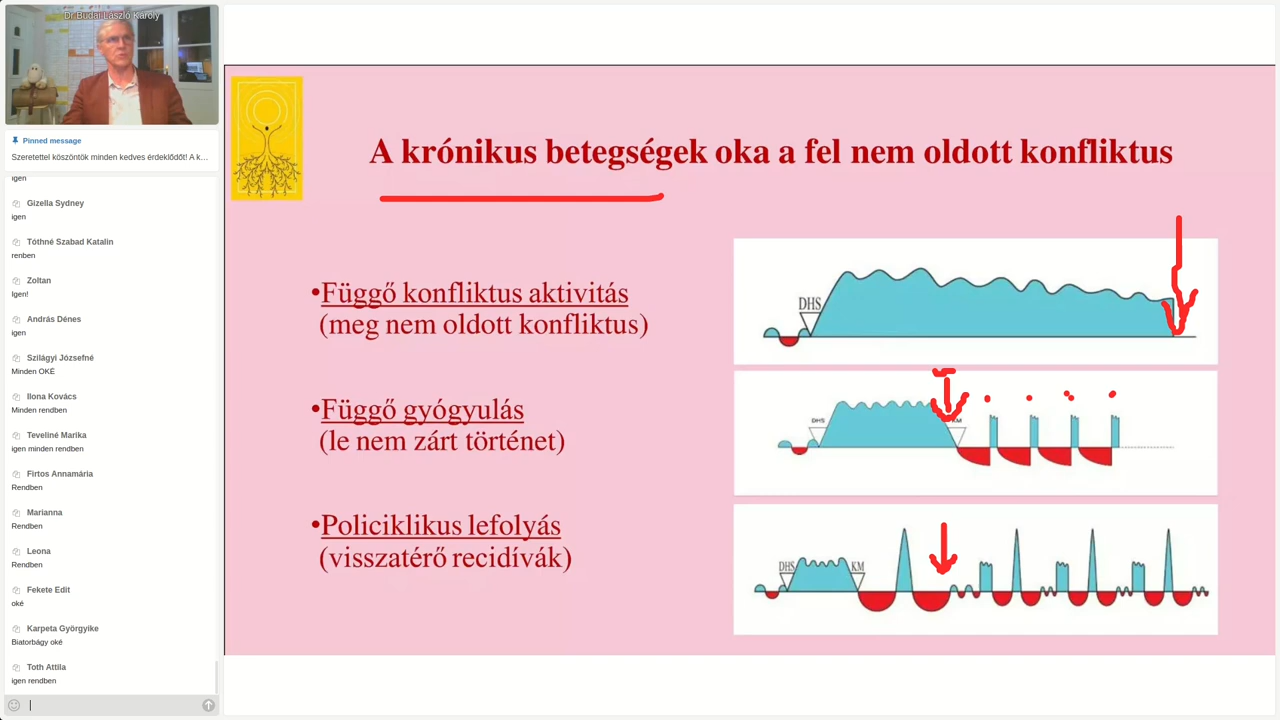 Dr Budai László Károly
Pinned message
Szeretettel köszöntök minden kedves érdeklődőt! A k...
igen
Gizella Sydney
igen
Tóthné Szabad Katalin
renben
Zoltan
Igen!
András Dénes
igen
Szilágyi Józsefné
Minden OKÉ
Ilona Kovács
Minden rendben
Teveliné Marika
igen minden rendben
Firtos Annamária
Rendben
Marianna
Rendben
Leona
Rendben
Fekete Edit
oké
Karpeta Györgyike
Biatorbágy oké
Toth Attila
igen rendben
A krónikus betegségek oka a fel nem oldott konfliktus
•Függő konfliktus aktivitás
(meg nem oldott konfliktus)
•Függő gyógyulás
(le nem zárt történet)
•Policiklikus lefolyás
(visszatérő recidívák)
DHS
DHS KM
DHS KM